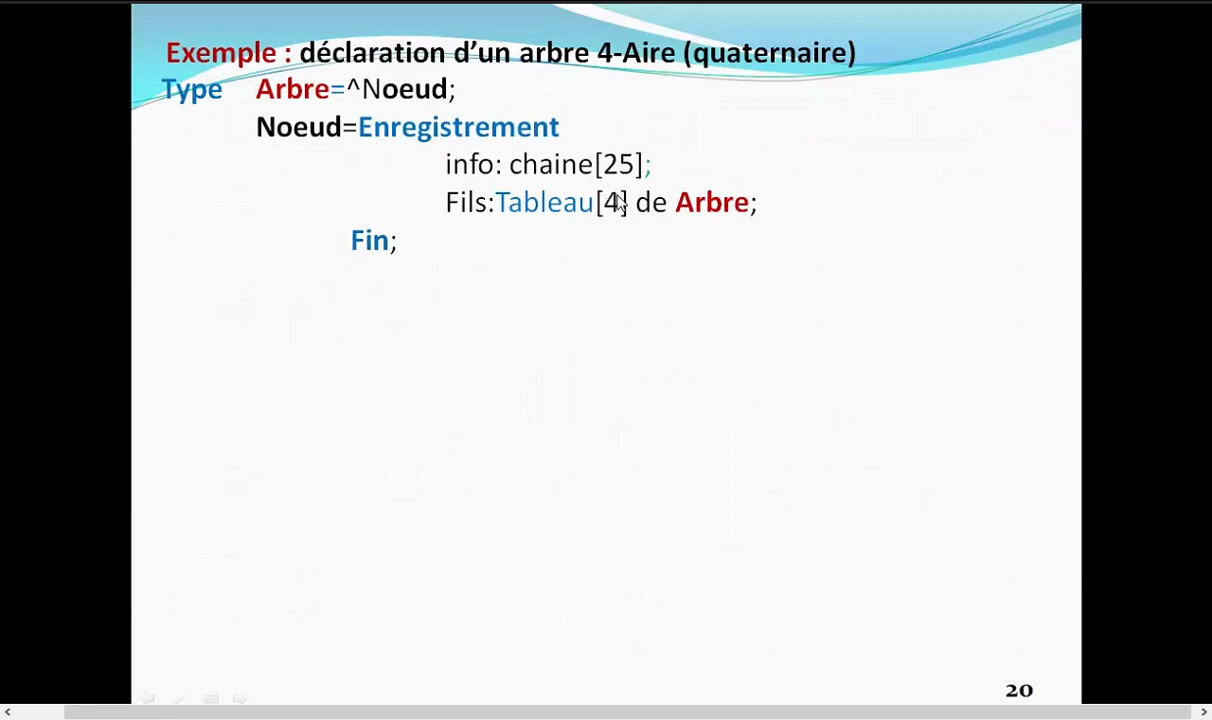 Exemple : déclaration d’un arbre 4-Aire (quaternaire)
Type Arbre=^Noeud;
Noeud=Enregistrement
info: chaine[25];
Fils:Tableau[4] de Arbre;
Fin;
20